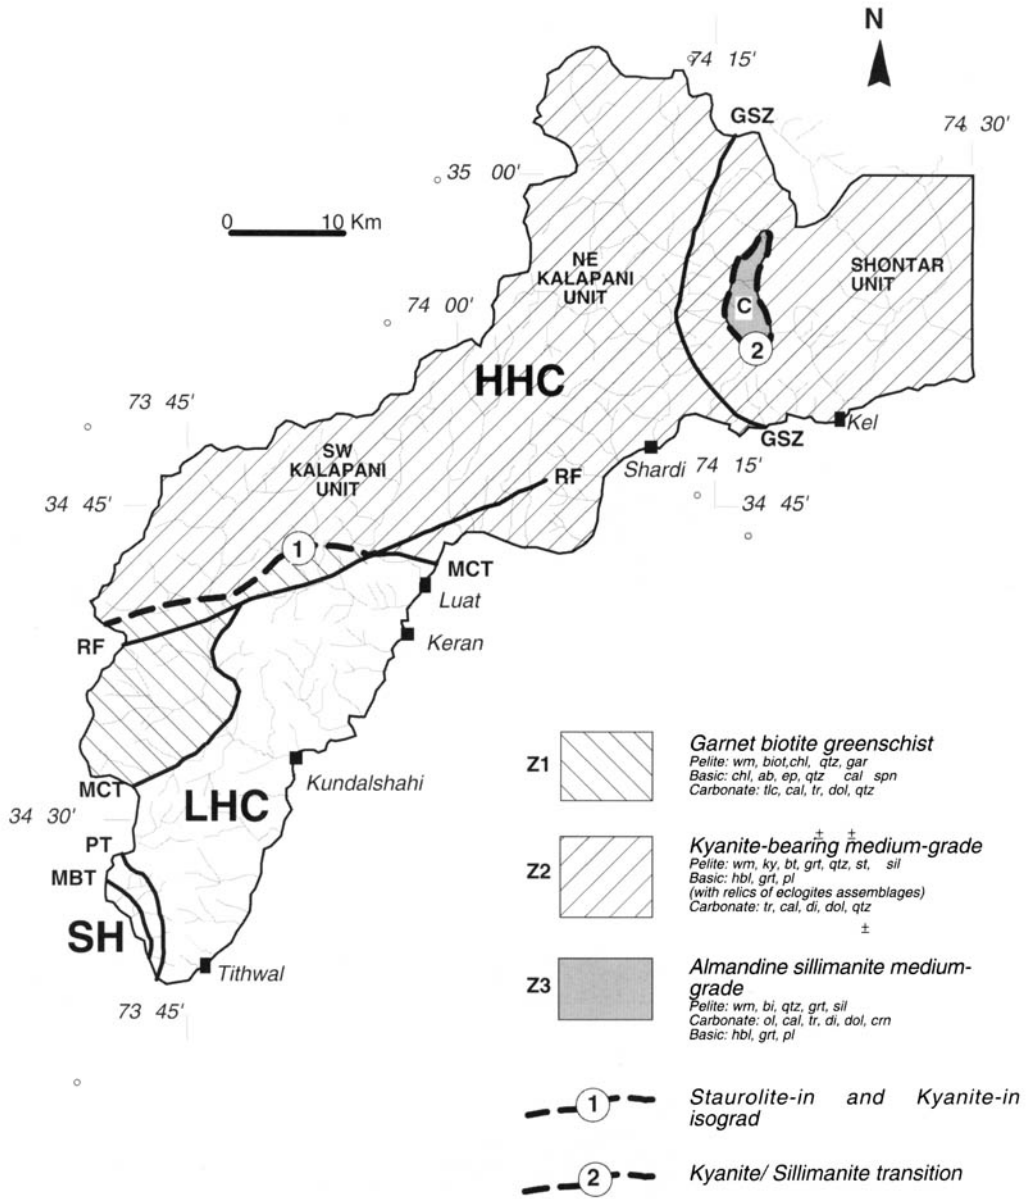 N
74 15'
GSZ
74 30'
35 00'
0 10 Km
NE
KALAPANI
UNIT
SHONTAR
UNIT
74 00'
C
2
HHC
73 45'
Kel
GSZ
SW
KALAPANI
UNIT
Shardi
74 15'
RF
34 45'
34 45'
1
MCT
Luat
RF
Keran
Kundalshahi
MCT
LHC
34 30'
PT
MBT
SH
Tithwal
73 45'
Z1
Garnet biotite greenschist
Pelite: wm, biot,chl, qtz, gar
Basic: chl, ab, ep, qtz cal spn
Carbonate: tlc, cal, tr, dol, qtz
± ±
Z2
Kyanite-bearing medium-grade
Pelite: wm, ky, bt, grt, qtz, st, sil
Basic: hbl, grt, pl
(with relics of eclogites assemblages)
Carbonate: tr, cal, di, dol, qtz
±
Z3
Almandine sillimanite medium-
grade
Pelite: wm, bi, qtz, grt, sil
Carbonate: ol, cal, tr, di, dol, crn
Basic: hbl, grt, pl
1
Staurolite-in and Kyanite-in
isograd
2
Kyanite/ Sillimanite transition